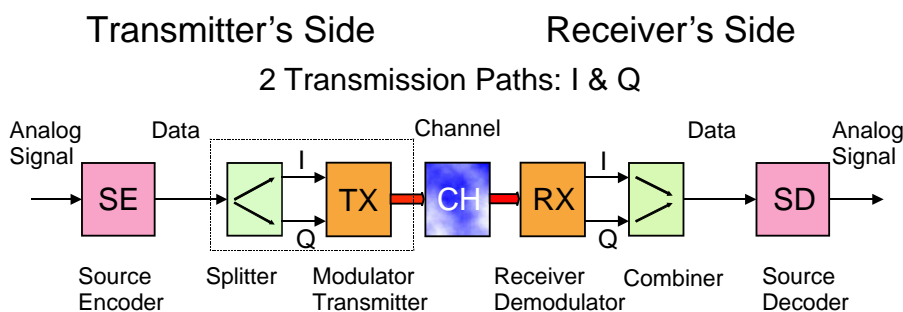 Transmitter's Side Receiver's Side
2 Transmission Paths: I & Q
Analog Data Channel Data Analog
Signal Signal
I I
SE TX CH RX SD
Q Q
Source Splitter Modulator Receiver Combiner Source
Encoder Transmitter Demodulator Decoder